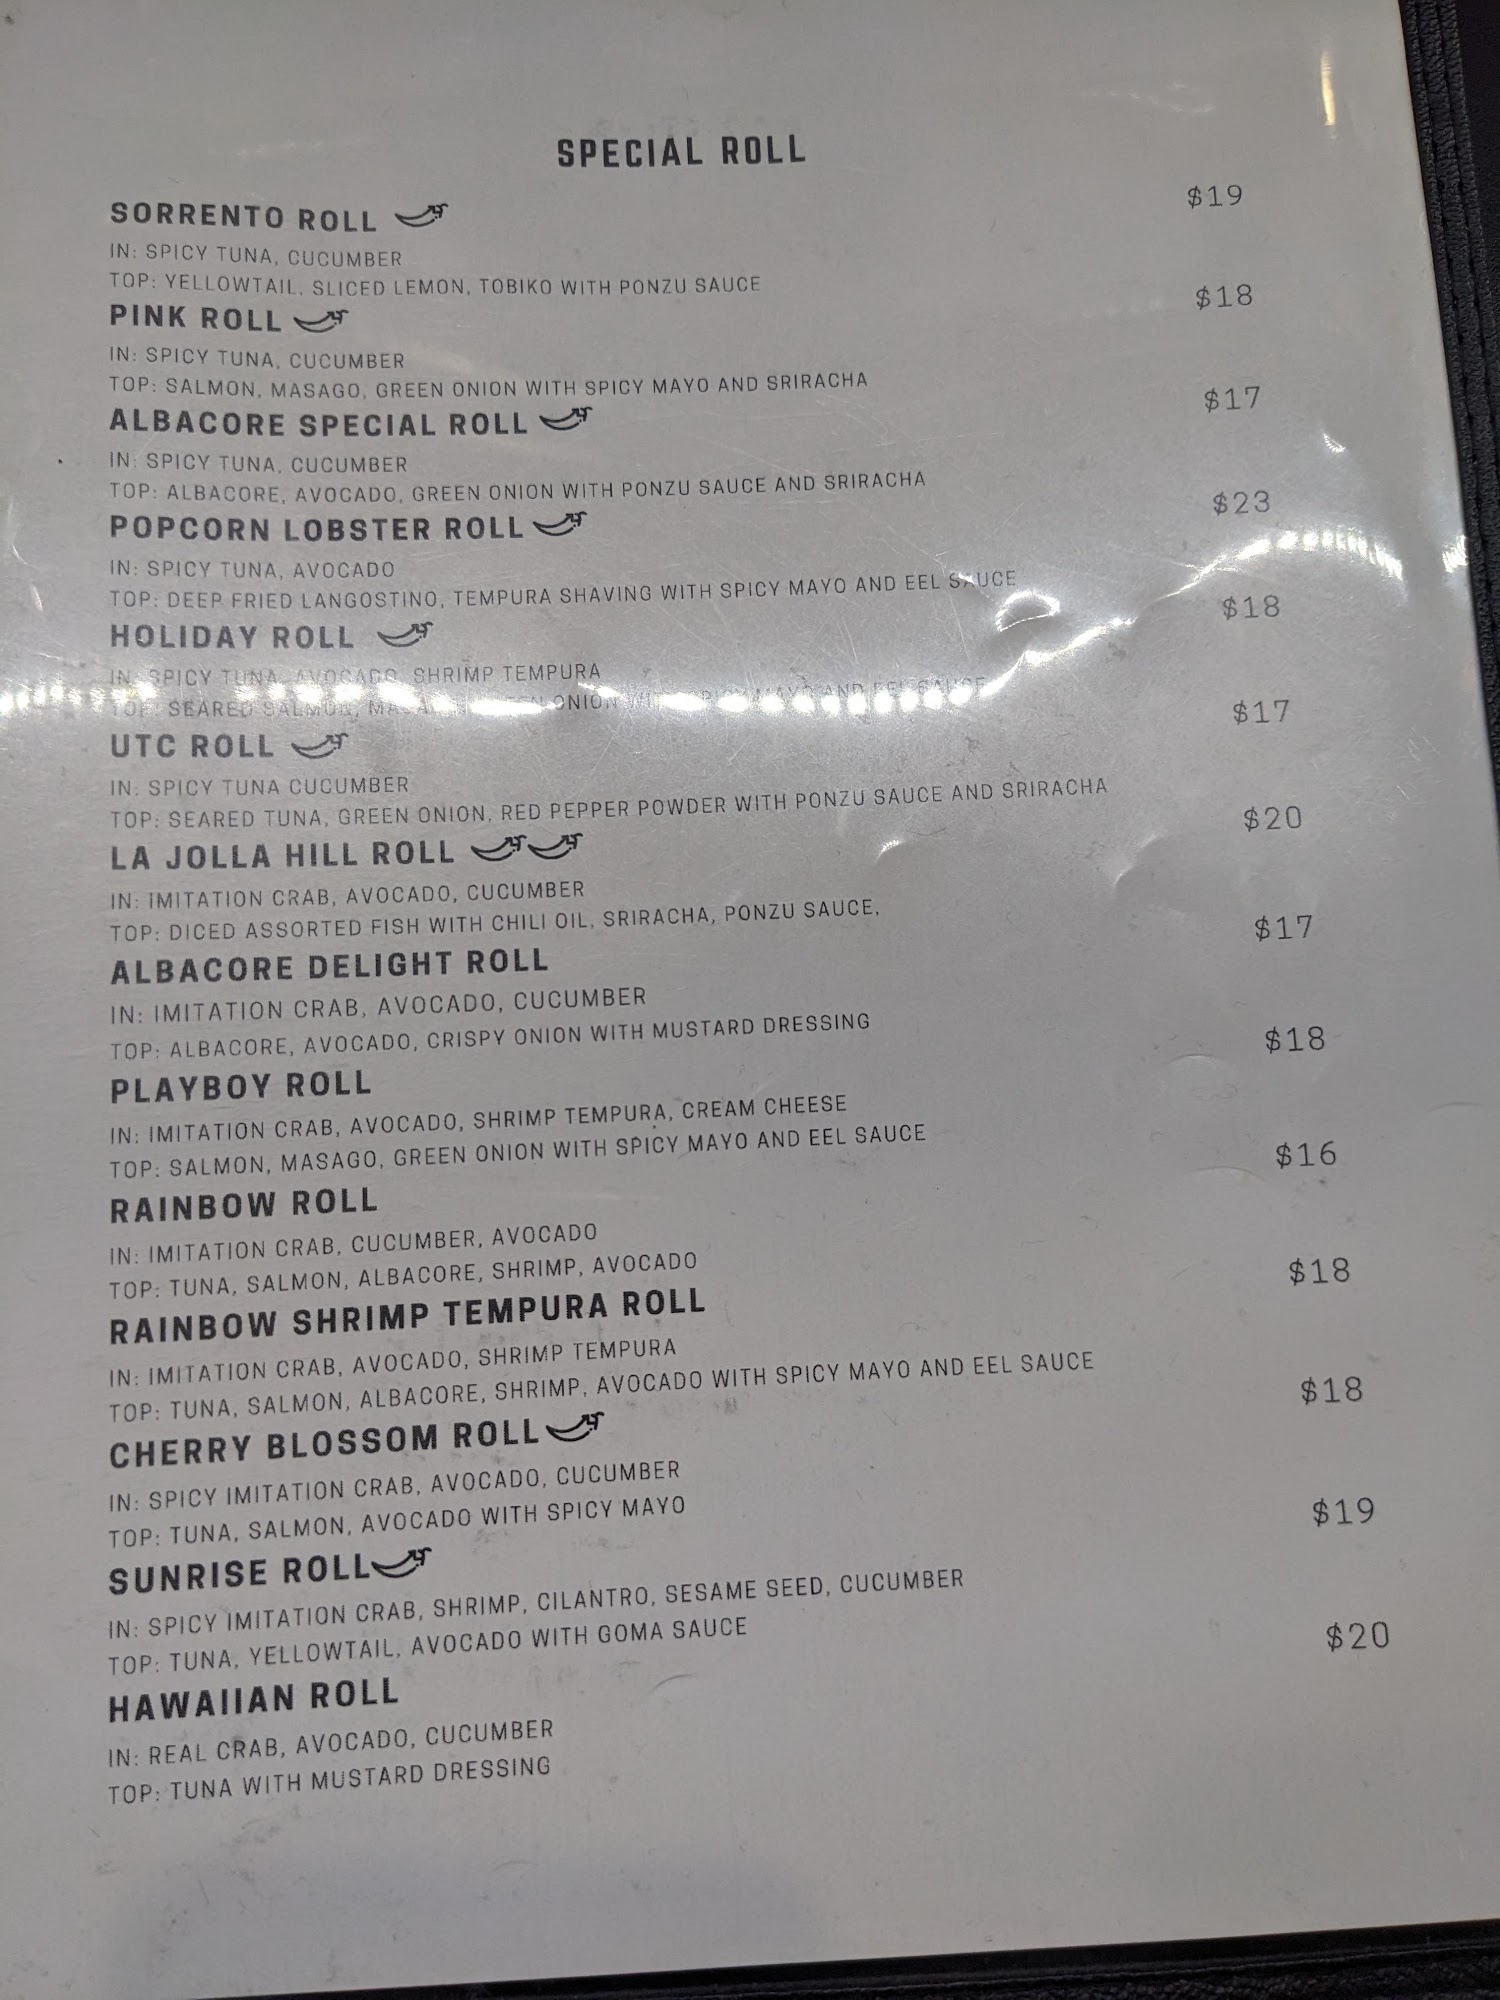 SPECIAL ROLL
SORRENTO ROLL $19
IN: SPICY TUNA, CUCUMBER
TOP: YELLOWTAIL, SLICED LEMON, TOBIKO WITH PONZU SAUCE
PINK ROLL $18
IN: SPICY TUNA, CUCUMBER
TOP: SALMON, MASAGO, GREEN ONION WITH SPICY MAYO AND SRIRACHA
ALBACORE SPECIAL ROLL $17
IN: SPICY TUNA, CUCUMBER
TOP: ALBACORE, AVOCADO, GREEN ONION WITH PONZU SAUCE AND SRIRACHA
POPCORN LOBSTER ROLL $23
IN: SPICY TUNA, AVOCADO
TOP: DEEP FRIED LANGOSTINO, TEMPURA SHAVING WITH SPICY MAYO AND EEL SAUCE
HOLIDAY ROLL $18
IN: SPICY TUNA, AVOCADO, SHRIMP TEMPURA
TOP: SEARED SALMON, ONION MAYO AND EEL SAUCE
UTC ROLL $17
IN: SPICY TUNA CUCUMBER
TOP: SEARED TUNA, GREEN ONION, RED PEPPER POWDER WITH PONZU SAUCE AND SRIRACHA
LA JOLLA HILL ROLL $20
IN: IMITATION CRAB, AVOCADO, CUCUMBER
TOP: DICED ASSORTED FISH WITH CHILI OIL, SRIRACHA, PONZU SAUCE,
ALBACORE DELIGHT ROLL $17
IN: IMITATION CRAB, AVOCADO, CUCUMBER
TOP: ALBACORE, AVOCADO, CRISPY ONION WITH MUSTARD DRESSING
PLAYBOY ROLL $18
IN: IMITATION CRAB, AVOCADO, SHRIMP TEMPURA, CREAM CHEESE
TOP: SALMON, MASAGO, GREEN ONION WITH SPICY MAYO AND EEL SAUCE
RAINBOW ROLL $16
IN: IMITATION CRAB, CUCUMBER, AVOCADO
TOP: TUNA, SALMON, ALBACORE, SHRIMP, AVOCADO
RAINBOW SHRIMP TEMPURA ROLL $18
IN: IMITATION CRAB, AVOCADO, SHRIMP TEMPURA
TOP: TUNA, SALMON, ALBACORE, SHRIMP, AVOCADO WITH SPICY MAYO AND EEL SAUCE
CHERRY BLOSSOM ROLL $18
IN: SPICY IMITATION CRAB, AVOCADO, CUCUMBER
TOP: TUNA, SALMON, AVOCADO WITH SPICY MAYO
SUNRISE ROLL $19
IN: SPICY IMITATION CRAB, SHRIMP, CILANTRO, SESAME SEED, CUCUMBER
TOP: TUNA, YELLOWTAIL, AVOCADO WITH GOMA SAUCE
HAWAIIAN ROLL $20
IN: REAL CRAB, AVOCADO, CUCUMBER
TOP: TUNA WITH MUSTARD DRESSING